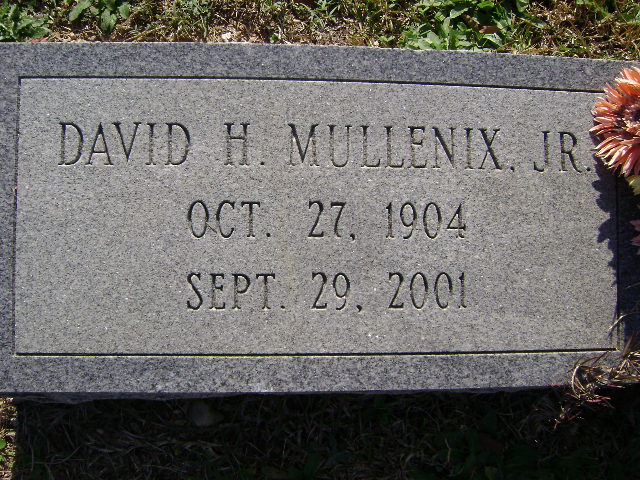 DAVID H. MULLENIX, JR.
OCT. 27, 1904
SEPT. 29, 2001